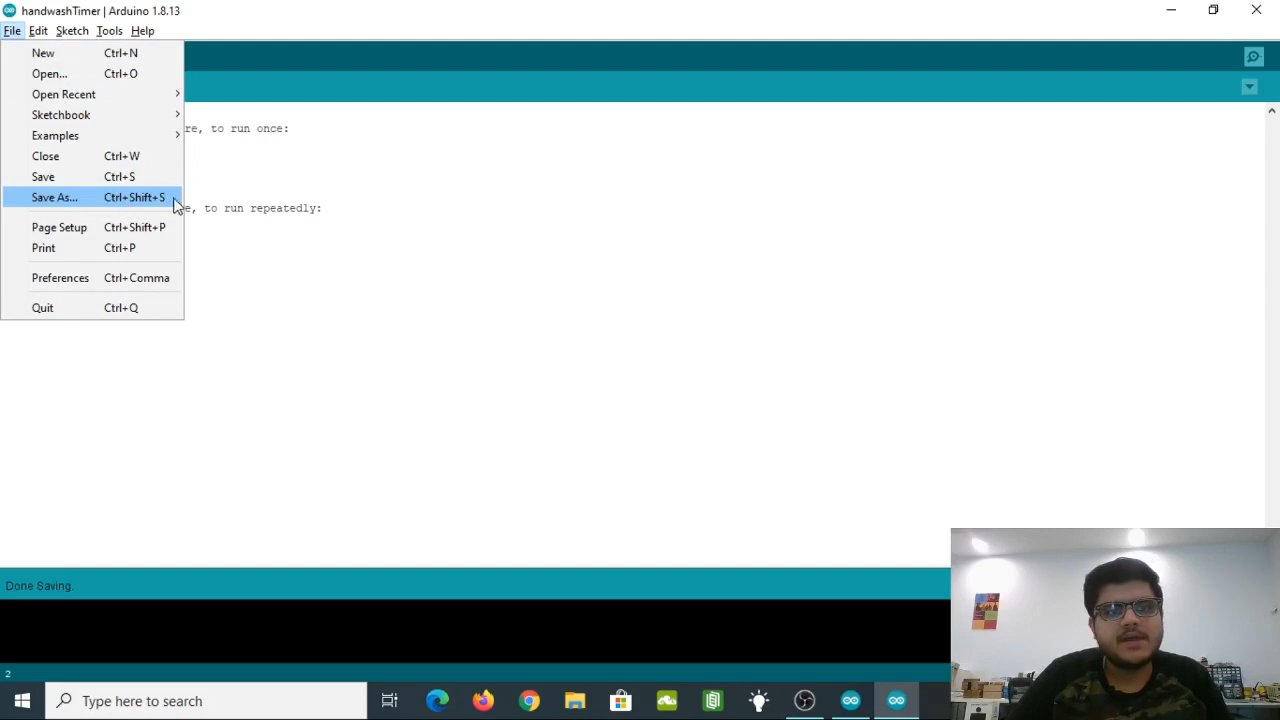 handwashTimer | Arduino 1.8.13
File Edit Sketch Tools Help
New Ctrl+N
Open... Ctrl+O
Open Recent
Sketchbook
Examples
Close Ctrl+W
Save Ctrl+S
Save As... Ctrl+Shift+S
Page Setup Ctrl+Shift+P
Print Ctrl+P
Preferences Ctrl+Comma
Quit Ctrl+Q
re, to run once:
e, to run repeatedly:
Done Saving.
2
Type here to search